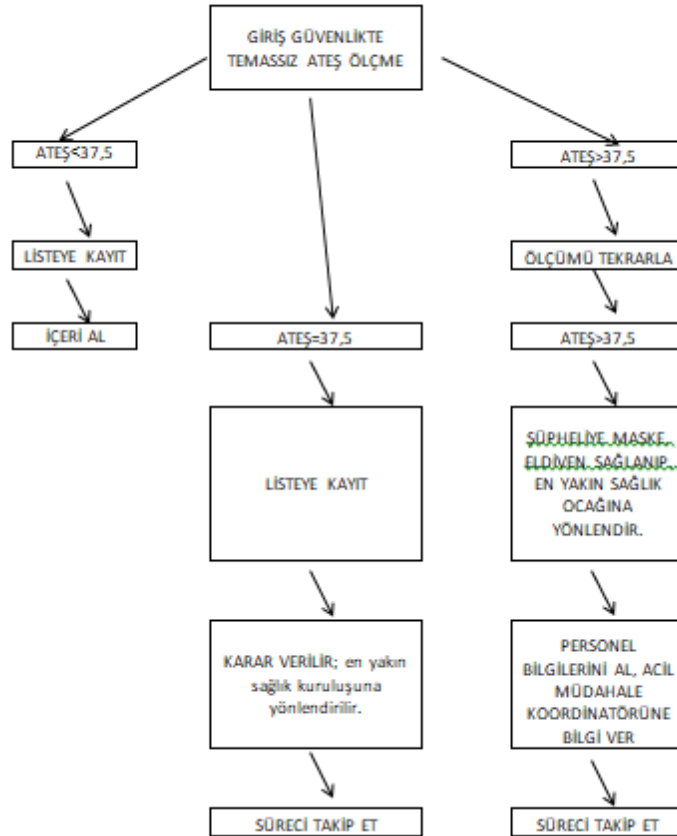 GİRİŞ GÜVENLİKTE
TEMASSIZ ATEŞ ÖLÇME
ATEŞ<37,5
LİSTEYE KAYIT
İÇERİ AL
ATEŞ=37,5
LİSTEYE KAYIT
KARAR VERİLİR; en yakın
sağlık kuruluşuna
yönlendirilir.
SÜRECİ TAKİP ET
ATEŞ>37,5
ÖLÇÜMÜ TEKRARLA
ATEŞ>37,5
ŞÜPHELİYE MASKE,
ELDİVEN SAĞLANIP,
EN YAKIN SAĞLIK
OCAĞINA
YÖNLENDİR.
PERSONEL
BİLGİLERİNİ AL, ACİL
MÜDAHALE
KOORDİNATÖRÜNE
BİLGİ VER
SÜRECİ TAKİP ET